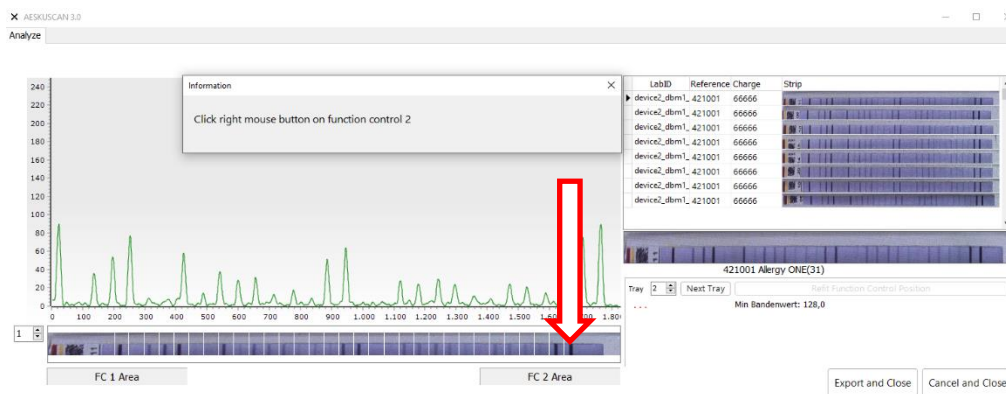 AESKUSCAN 3.0
Analyze
Information
Click right mouse button on function control 2
240
220
200
180
160
140
120
100
80
60
40
20
0
0 100 200 300 400 500 600 700 800 900 1.000 1.100 1.200 1.300 1.400 1.500 1.800
1
FC 1 Area
FC 2 Area
LabID Reference Charge Strip
device2_dbm1_ 421001 66666
device2_dbm1_ 421001 66666
device2_dbm1_ 421001 66666
device2_dbm1_ 421001 66666
device2_dbm1_ 421001 66666
device2_dbm1_ 421001 66666
device2_dbm1_ 421001 66666
device2_dbm1_ 421001 66666
421001 Allergy ONE(31)
Tray 2 Next Tray Refit Function Control Position
- - - Min Bandenwert: 128,0
Export and Close Cancel and Close